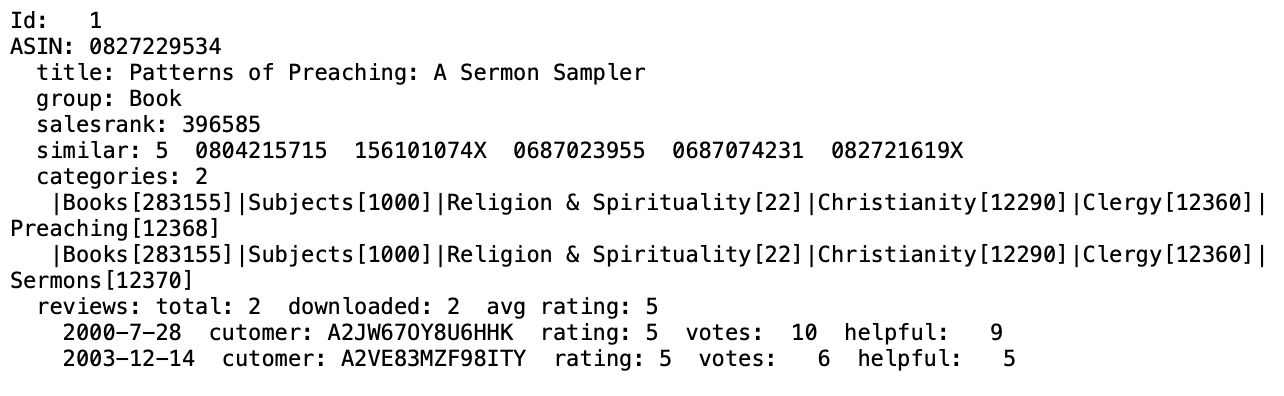 Id:   1
ASIN: 0827229534
  title: Patterns of Preaching: A Sermon Sampler
  group: Book
  salesrank: 396585
  similar: 5  0804215715  156101074X  0687023955  0687074231  082721619X
  categories: 2
   |Books[283155]|Subjects[1000]|Religion & Spirituality[22]|Christianity[12290]|Clergy[12360]|
Preaching[12368]
   |Books[283155]|Subjects[1000]|Religion & Spirituality[22]|Christianity[12290]|Clergy[12360]|
Sermons[12370]
  reviews: total: 2  downloaded: 2  avg rating: 5
    2000-7-28  cutomer: A2JW67OY8U6HHK  rating: 5  votes:  10  helpful:   9
    2003-12-14  cutomer: A2VE83MZF98ITY  rating: 5  votes:   6  helpful:   5